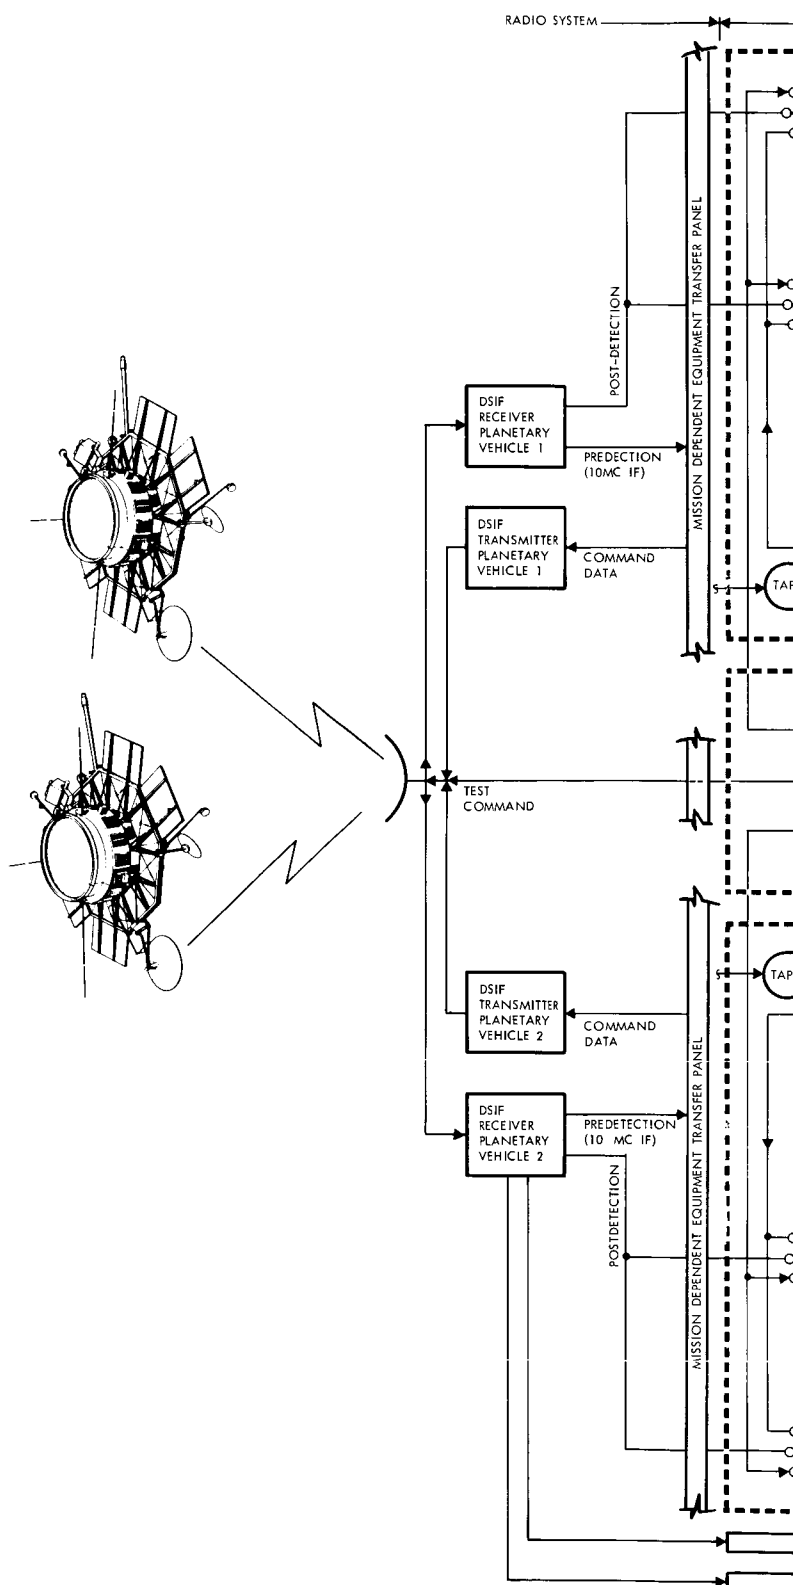 RADIO SYSTEM
MISSION DEPENDENT EQUIPMENT TRANSFER PANEL
POST-DETECTION
DSIF
RECEIVER
PLANETARY
VEHICLE 1
PREDECTION
(10MC IF)
DSIF
TRANSMITTER
PLANETARY
VEHICLE 1
COMMAND
DATA
TAP
TEST
COMMAND
TAP
DSIF
TRANSMITTER
PLANETARY
VEHICLE 2
COMMAND
DATA
MISSION DEPENDENT EQUIPMENT TRANSFER PANEL
DSIF
RECEIVER
PLANETARY
VEHICLE 2
PREDETECTION
(10 MC IF)
POSTDETECTION